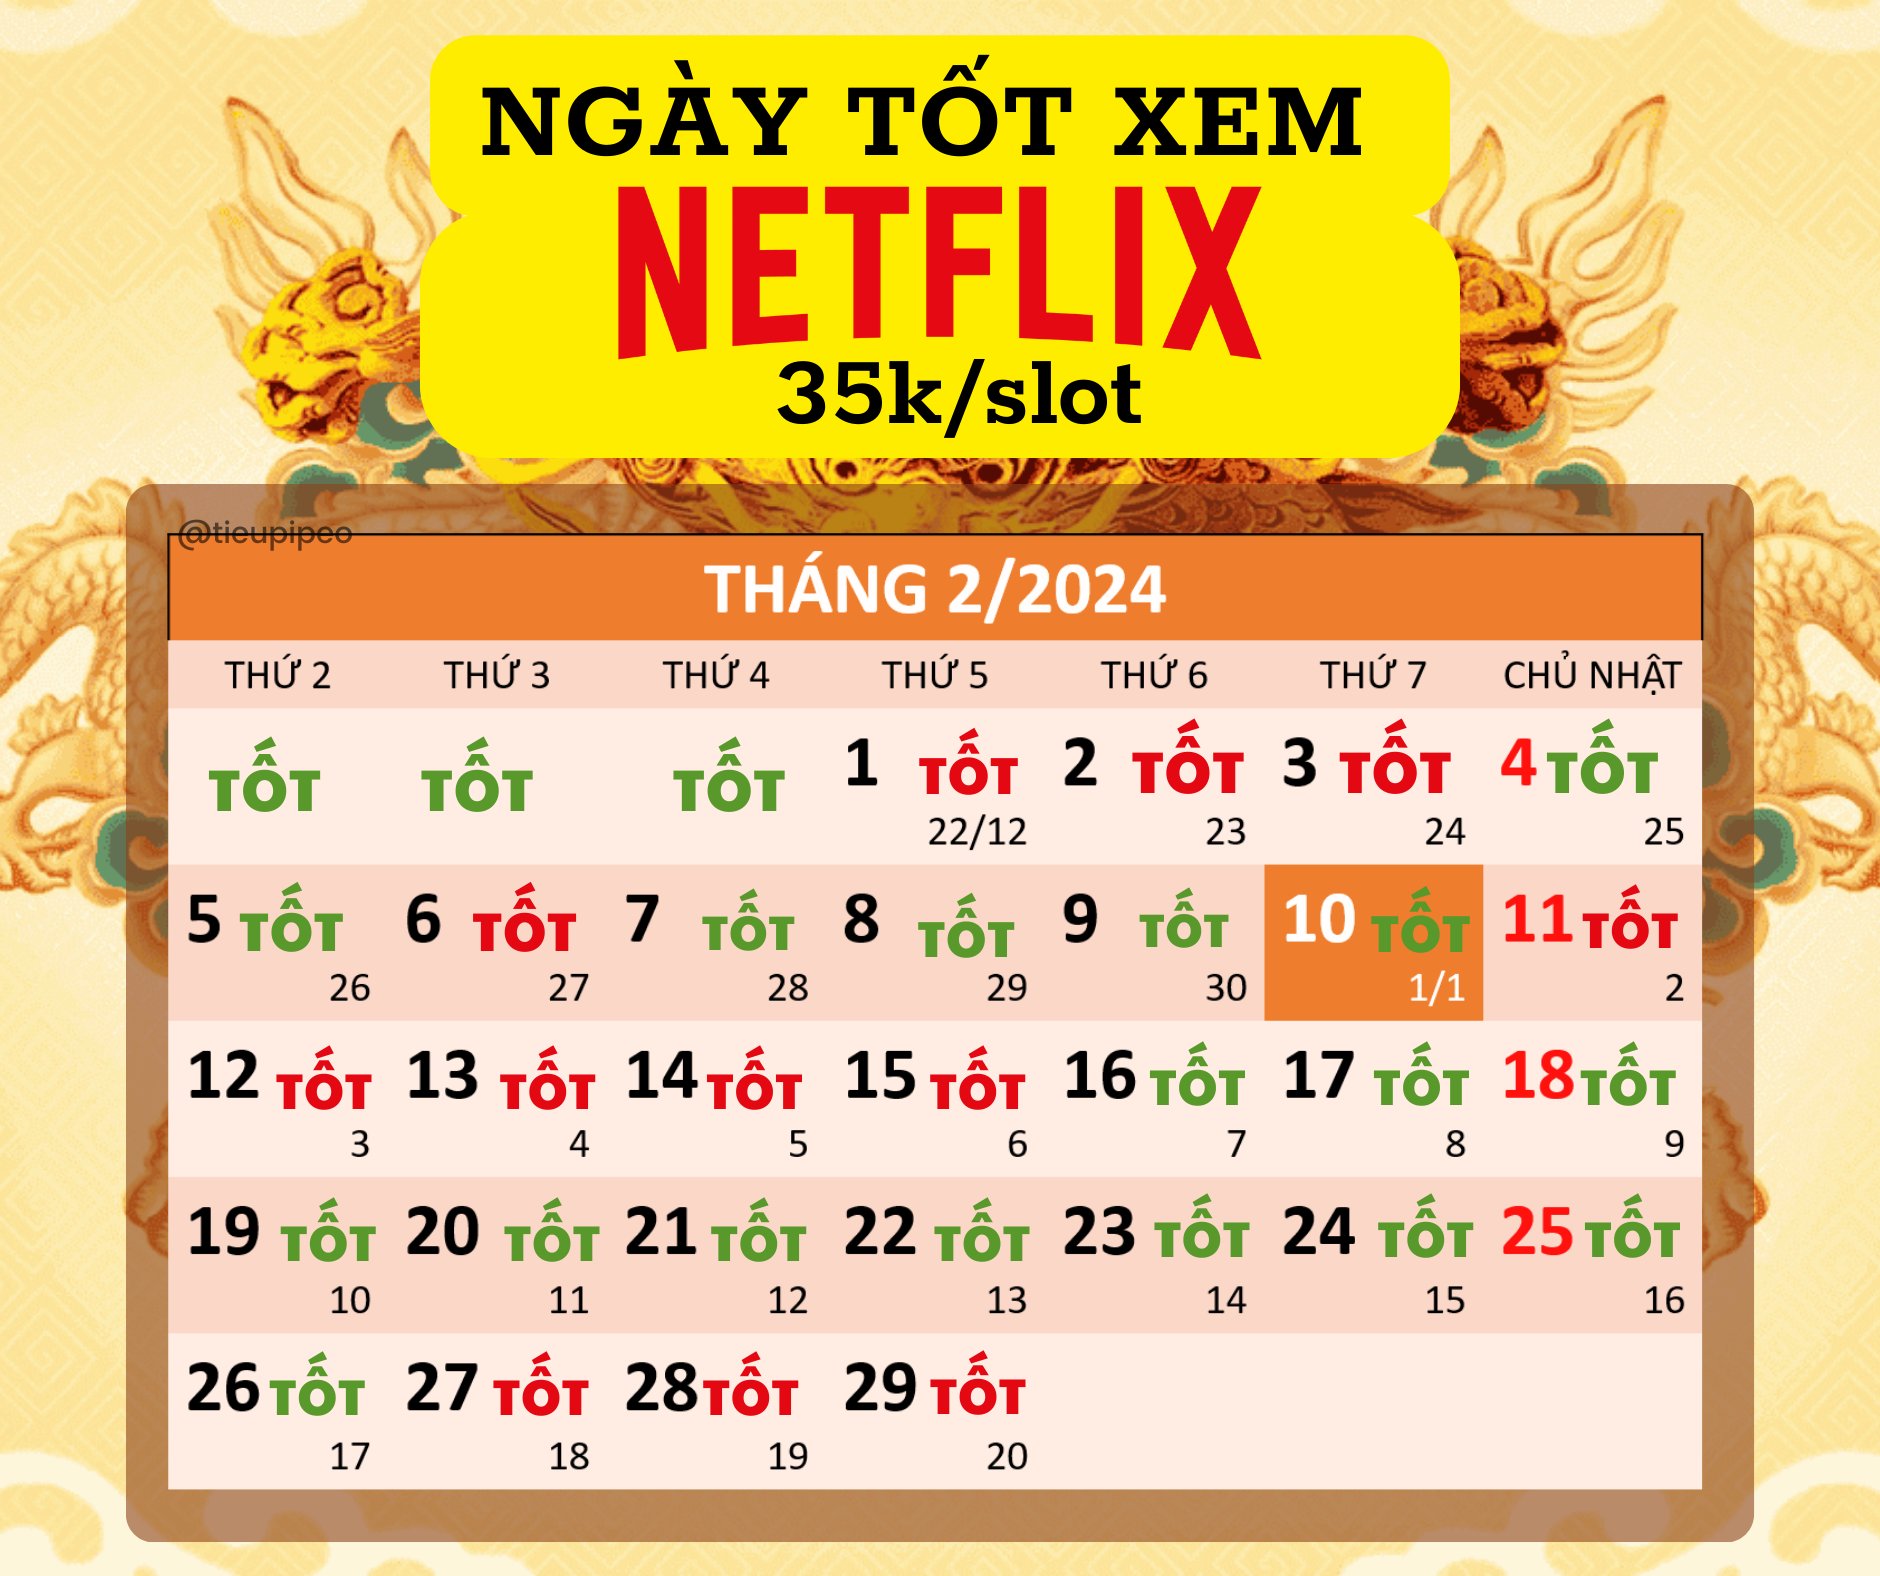 NGÀY TỐT XEM
NETFLIX
35k/slot
@tieupipeo
THÁNG 2/2024
THỨ 2 THỨ 3 THỨ 4 THỨ 5 THỨ 6 THỨ 7 CHỦ NHẬT
TỐT TỐT TỐT 1 TỐT 2 TỐT 3 TỐT 4 TỐT
22/12 23 24 25
5 TỐT 6 TỐT 7 TỐT 8 TỐT 9 TỐT 10 TỐT 11 TỐT
26 27 28 29 30 1/1 2
12 TỐT 13 TỐT 14 TỐT 15 TỐT 16 TỐT 17 TỐT 18 TỐT
3 4 5 6 7 8 9
19 TỐT 20 TỐT 21 TỐT 22 TỐT 23 TỐT 24 TỐT 25 TỐT
10 11 12 13 14 15 16
26 TỐT 27 TỐT 28 TỐT 29 TỐT
17 18 19 20